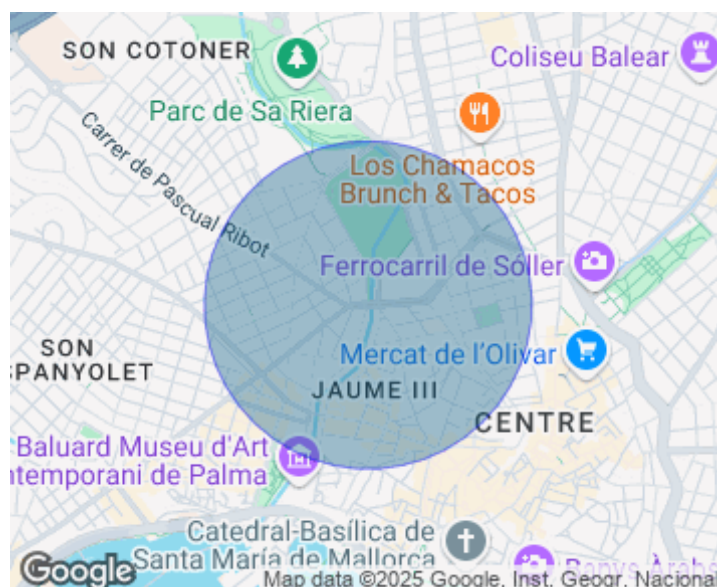 SON COTONER
Coliseu Balear
Parc de Sa Riera
Carrer de Pascual Ribot
Los Chamacos
Brunch & Tacos
Ferrocarril de Sóller
SON
SPANYOLET
Mercat de l'Olivar
JAUME III
CENTRE
Baluard Museu d'Art
ntemporani de Palma
Catedral-Basílica de
Santa María de Mallorca
Banys Àrabs
Google
Map data ©2025 Google, Inst. Geogr. Nacional